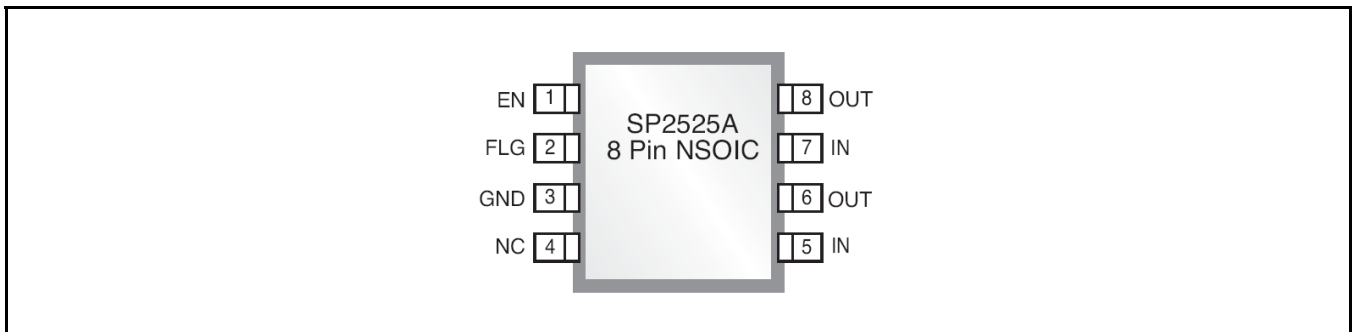 EN 1
FLG 2
GND 3
NC 4
SP2525A
8 Pin NSOIC
8 OUT
7 IN
6 OUT
5 IN